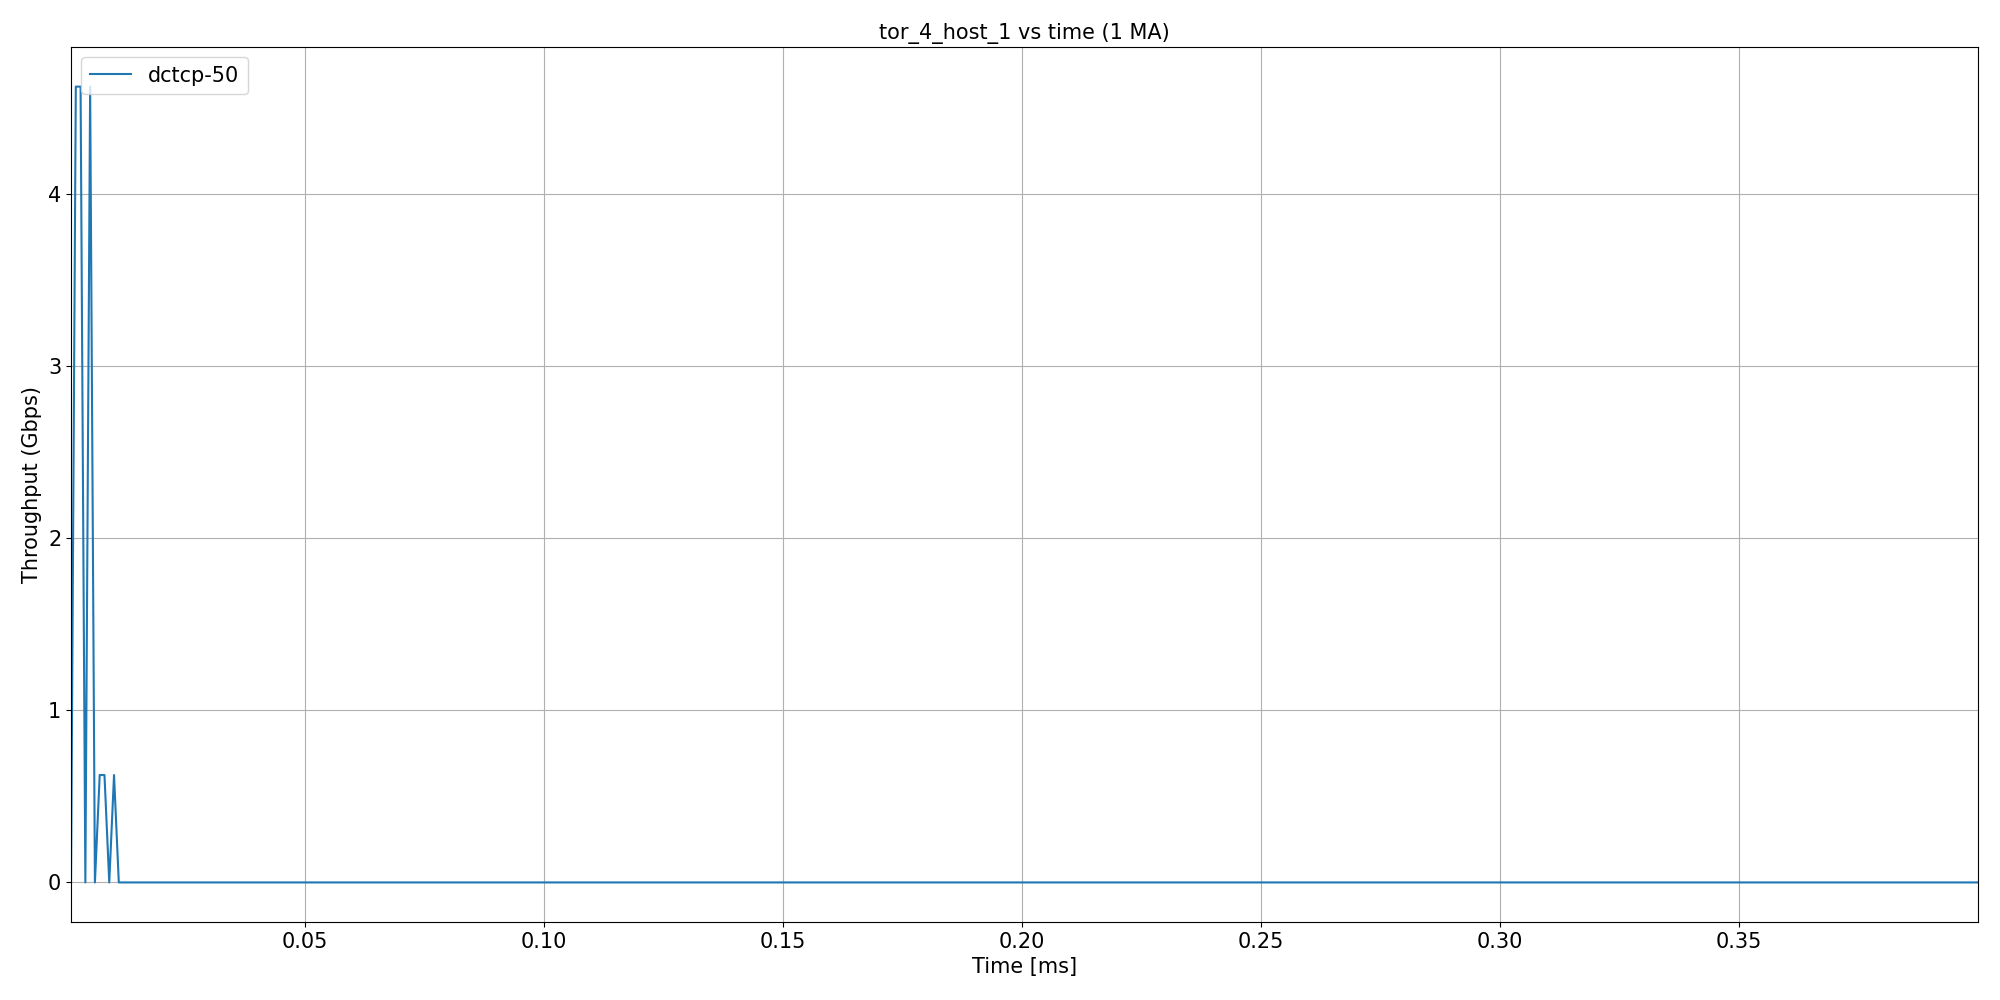 tor_4_host_1 vs time (1 MA)
dctcp-50
Throughput (Gbps)
4
3
2
1
0
0.05 0.10 0.15 0.20 0.25 0.30 0.35
Time [ms]